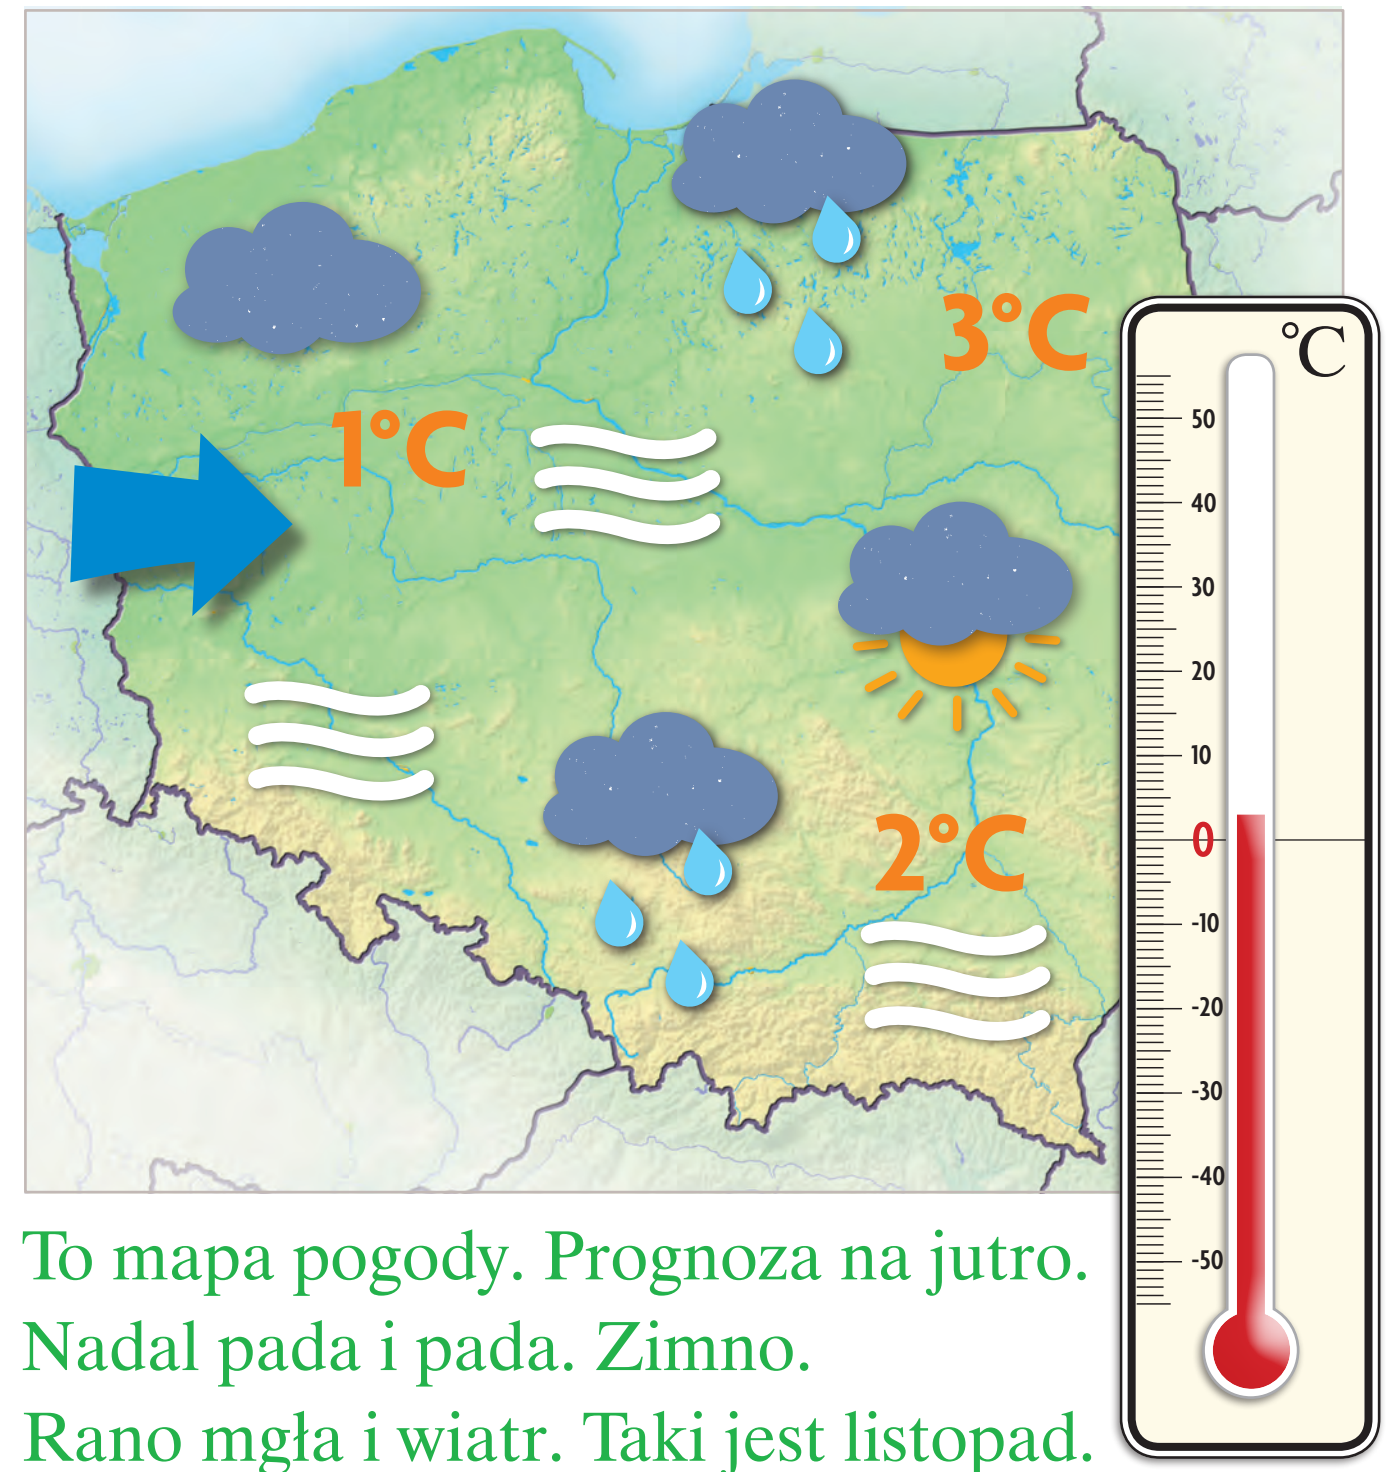 3°C
1°C
2°C
°C
50
40
30
20
10
0
-10
-20
-30
-40
-50
To mapa pogody. Prognoza na jutro.
Nadal pada i pada. Zimno.
Rano mgła i wiatr. Taki jest listopad.